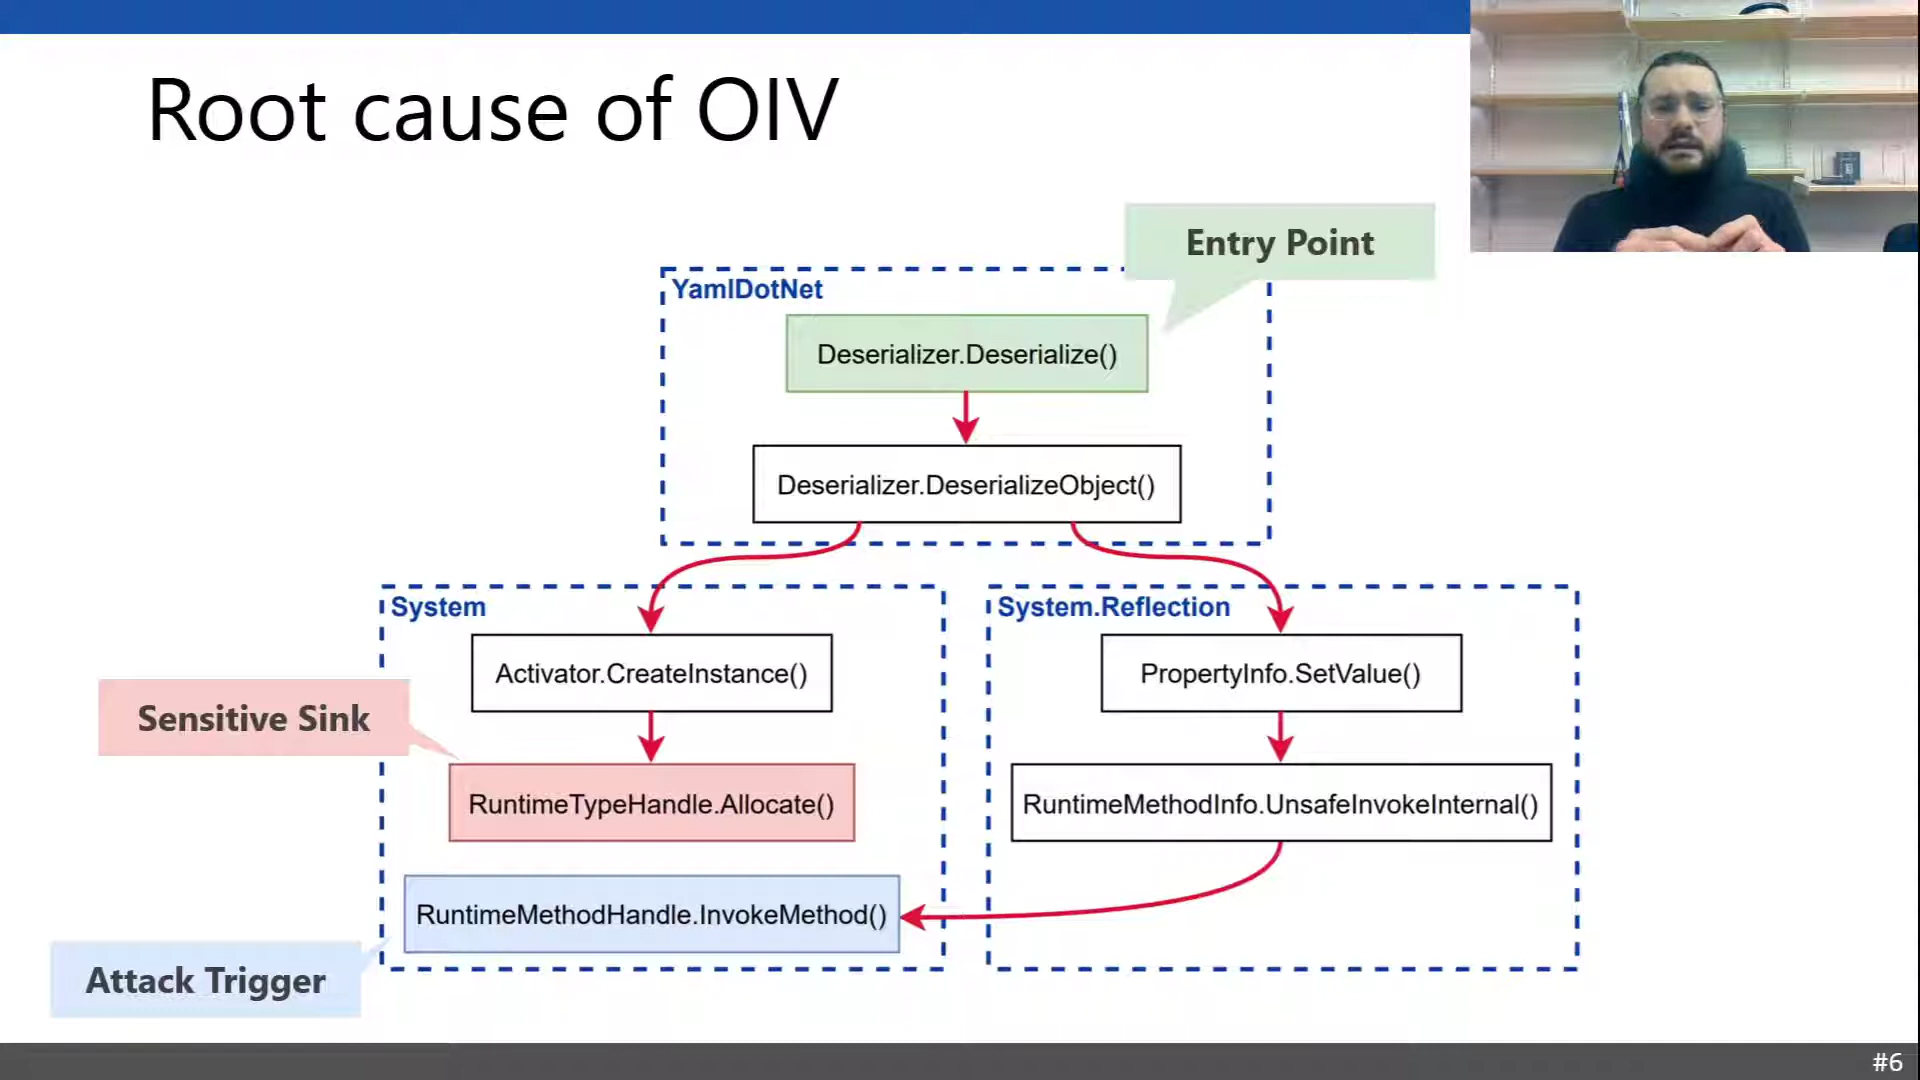 Root cause of OIV
Entry Point
YamlDotNet
Deserializer.Deserialize()
Deserializer.DeserializeObject()
System
System.Reflection
Activator.CreateInstance()
PropertyInfo.SetValue()
Sensitive Sink
RuntimeTypeHandle.Allocate()
RuntimeMethodInfo.UnsafeInvokeInternal()
RuntimeMethodHandle.InvokeMethod()
Attack Trigger
#6